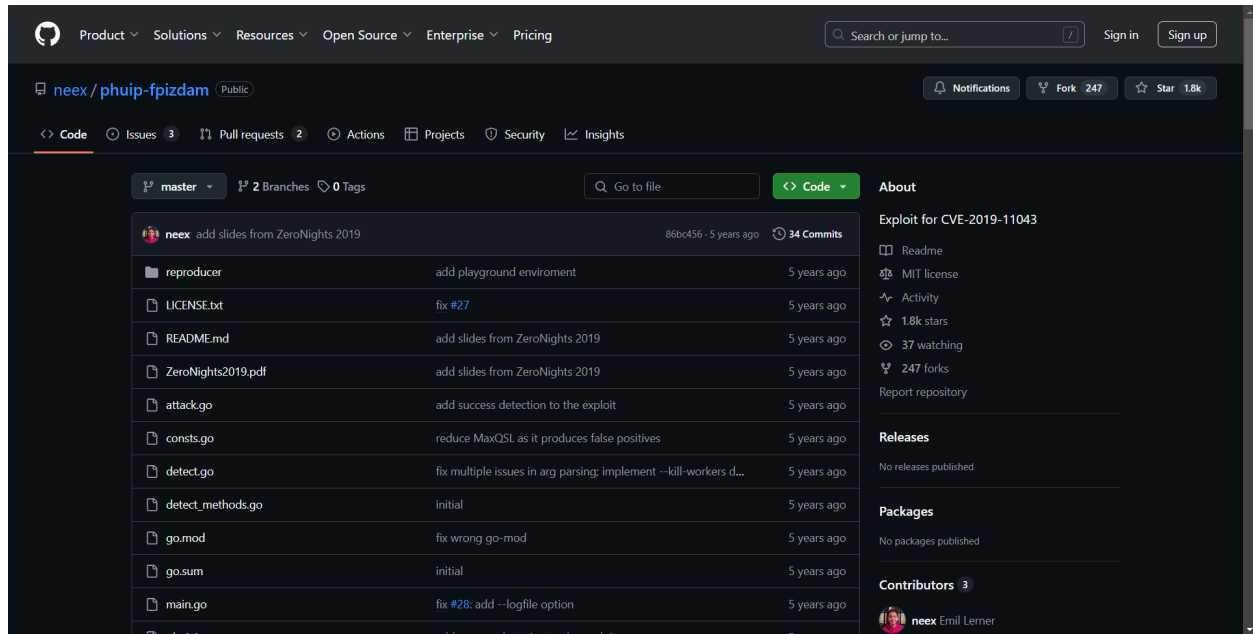 Product Solutions Resources Open Source Enterprise Pricing Search or jump to... / Sign in Sign up
neex / phuip-fpizdam Public Notifications Fork 247 Star 1.8k
Code Issues 3 Pull requests 2 Actions Projects Security Insights
master 2 Branches 0 Tags Go to file Code
neex add slides from ZeroNights 2019 86bc456 · 5 years ago 34 Commits
reproducer add playground enviroment 5 years ago
LICENSE.txt fix #27 5 years ago
README.md add slides from ZeroNights 2019 5 years ago
ZeroNights2019.pdf add slides from ZeroNights 2019 5 years ago
attack.go add success detection to the exploit 5 years ago
consts.go reduce MaxQSL as it produces false positives 5 years ago
detect.go fix multiple issues in arg parsing; implement --kill-workers d... 5 years ago
detect_methods.go initial 5 years ago
go.mod fix wrong go-mod 5 years ago
go.sum initial 5 years ago
main.go fix #28: add --logfile option 5 years ago
About
Exploit for CVE-2019-11043
Readme
MIT license
Activity
1.8k stars
37 watching
247 forks
Report repository
Releases
No releases published
Packages
No packages published
Contributors 3
neex Emil Lerner